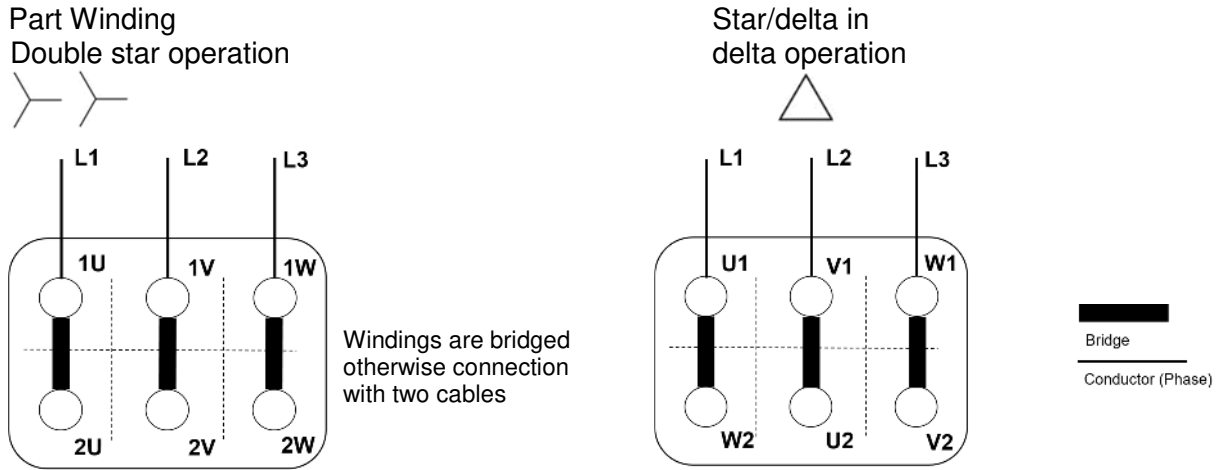 Part Winding
Double star operation
L1 L2 L3
1U 1V 1W
2U 2V 2W
Windings are bridged
otherwise connection
with two cables
Star/delta in
delta operation
L1 L2 L3
U1 V1 W1
W2 U2 V2
Bridge
Conductor (Phase)